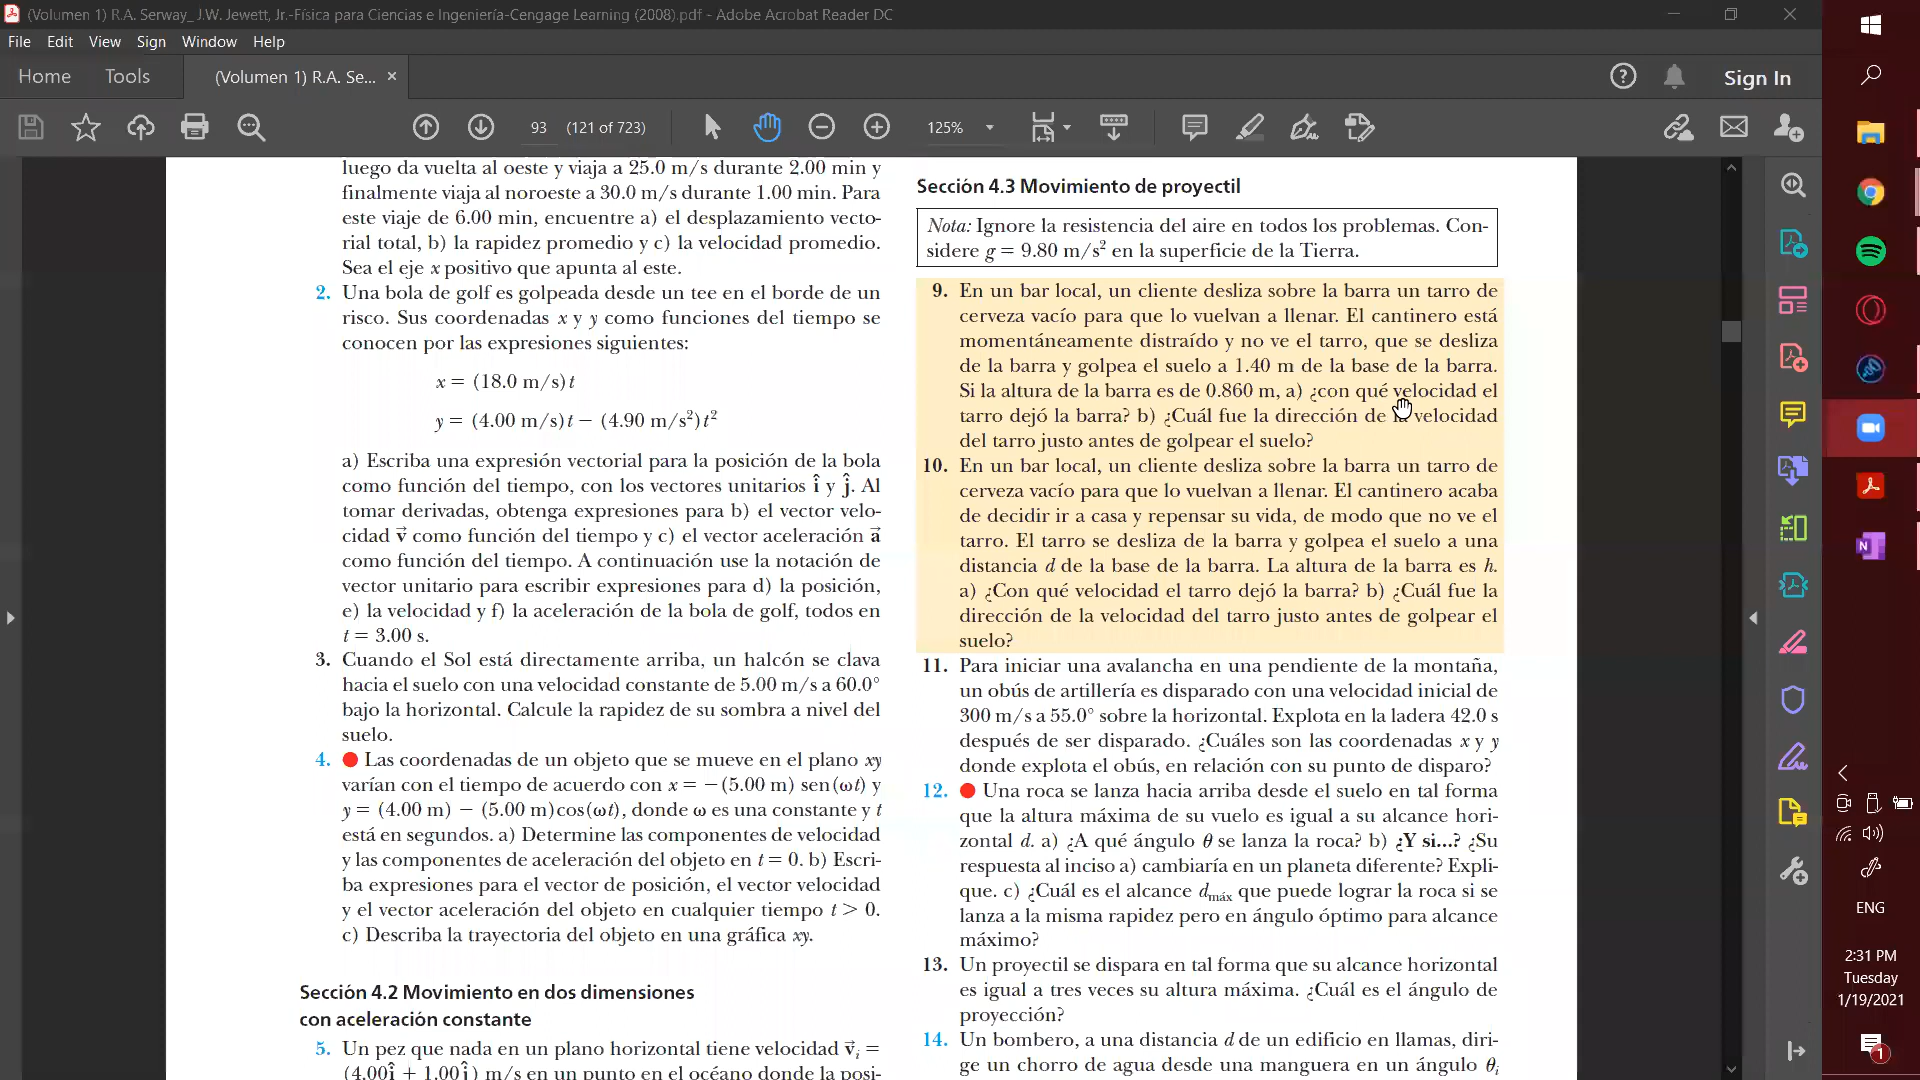 (Volumen 1) R.A. Serway_ J.W. Jewett, Jr.-Física para Ciencias e Ingeniería-Cengage Learning (2008).pdf - Adobe Acrobat Reader DC
File Edit View Sign Window Help
Home Tools (Volumen 1) R.A. Se... × Sign In
93 (121 of 723) 125%
luego da vuelta al oeste y viaja a 25.0 m/s durante 2.00 min y
finalmente viaja al noroeste a 30.0 m/s durante 1.00 min. Para
este viaje de 6.00 min, encuentre a) el desplazamiento vecto-
rial total, b) la rapidez promedio y c) la velocidad promedio.
Sea el eje x positivo que apunta al este.
2. Una bola de golf es golpeada desde un tee en el borde de un
risco. Sus coordenadas x y y como funciones del tiempo se
conocen por las expresiones siguientes:
x = (18.0 m/s)t
y = (4.00 m/s)t − (4.90 m/s²)t²
a) Escriba una expresión vectorial para la posición de la bola
como función del tiempo, con los vectores unitarios î y ĵ. Al
tomar derivadas, obtenga expresiones para b) el vector velo-
cidad v⃗ como función del tiempo y c) el vector aceleración a⃗
como función del tiempo. A continuación use la notación de
vector unitario para escribir expresiones para d) la posición,
e) la velocidad y f) la aceleración de la bola de golf, todos en
t = 3.00 s.
3. Cuando el Sol está directamente arriba, un halcón se clava
hacia el suelo con una velocidad constante de 5.00 m/s a 60.0°
bajo la horizontal. Calcule la rapidez de su sombra a nivel del
suelo.
4. Las coordenadas de un objeto que se mueve en el plano xy
varían con el tiempo de acuerdo con x = −(5.00 m) sen(ωt) y
y = (4.00 m) − (5.00 m)cos(ωt), donde ω es una constante y t
está en segundos. a) Determine las componentes de velocidad
y las componentes de aceleración del objeto en t = 0. b) Escri-
ba expresiones para el vector de posición, el vector velocidad
y el vector aceleración del objeto en cualquier tiempo t > 0.
c) Describa la trayectoria del objeto en una gráfica xy.
Sección 4.2 Movimiento en dos dimensiones
con aceleración constante
5. Un pez que nada en un plano horizontal tiene velocidad v⃗ᵢ =
(4.00î + 1.00ĵ) m/s en un punto en el océano donde la posi-
Sección 4.3 Movimiento de proyectil
Nota: Ignore la resistencia del aire en todos los problemas. Con-
sidere g = 9.80 m/s² en la superficie de la Tierra.
9. En un bar local, un cliente desliza sobre la barra un tarro de
cerveza vacío para que lo vuelvan a llenar. El cantinero está
momentáneamente distraído y no ve el tarro, que se desliza
de la barra y golpea el suelo a 1.40 m de la base de la barra.
Si la altura de la barra es de 0.860 m, a) ¿con qué velocidad el
tarro dejó la barra? b) ¿Cuál fue la dirección de la velocidad
del tarro justo antes de golpear el suelo?
10. En un bar local, un cliente desliza sobre la barra un tarro de
cerveza vacío para que lo vuelvan a llenar. El cantinero acaba
de decidir ir a casa y repensar su vida, de modo que no ve el
tarro. El tarro se desliza de la barra y golpea el suelo a una
distancia d de la base de la barra. La altura de la barra es h.
a) ¿Con qué velocidad el tarro dejó la barra? b) ¿Cuál fue la
dirección de la velocidad del tarro justo antes de golpear el
suelo?
11. Para iniciar una avalancha en una pendiente de la montaña,
un obús de artillería es disparado con una velocidad inicial de
300 m/s a 55.0° sobre la horizontal. Explota en la ladera 42.0 s
después de ser disparado. ¿Cuáles son las coordenadas x y y
donde explota el obús, en relación con su punto de disparo?
12. Una roca se lanza hacia arriba desde el suelo en tal forma
que la altura máxima de su vuelo es igual a su alcance hori-
zontal d. a) ¿A qué ángulo θ se lanza la roca? b) ¿Y si...? ¿Su
respuesta al inciso a) cambiaría en un planeta diferente? Expli-
que. c) ¿Cuál es el alcance dmáx que puede lograr la roca si se
lanza a la misma rapidez pero en ángulo óptimo para alcance
máximo?
13. Un proyectil se dispara en tal forma que su alcance horizontal
es igual a tres veces su altura máxima. ¿Cuál es el ángulo de
proyección?
14. Un bombero, a una distancia d de un edificio en llamas, diri-
ge un chorro de agua desde una manguera en un ángulo θᵢ
N
ENG
2:31 PM
Tuesday
1/19/2021
1